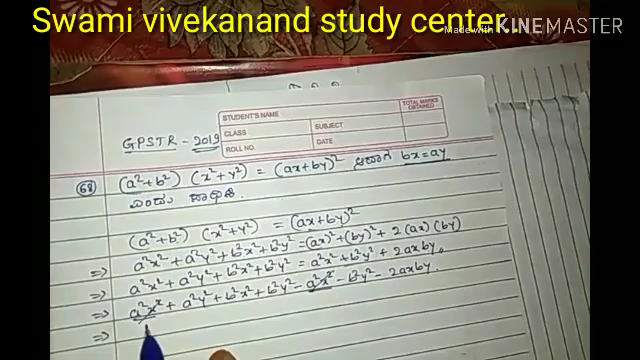 Swami vivekanand study center...
Made with KINEMASTER
STUDENT'S NAME
TOTAL MARKS OBTAINED
CLASS
SUBJECT
ROLL NO.
DATE
GPSTR - 2019
68 (a²+b²) (x²+y²) = (ax+by)² ಆದಾಗ bx=ay
ಎಂದು ಸಾಧಿಸಿ.
(a²+b²) (x²+y²) = (ax+by)²
⇒ a²x² + a²y² + b²x² + b²y² = (ax)² + (by)² + 2(ax)(by)
⇒ a²x² + a²y² + b²x² + b²y² = a²x² + b²y² + 2axby.
⇒ a²x² + a²y² + b²x² + b²y² - a²x² - b²y² - 2axby.
⇒